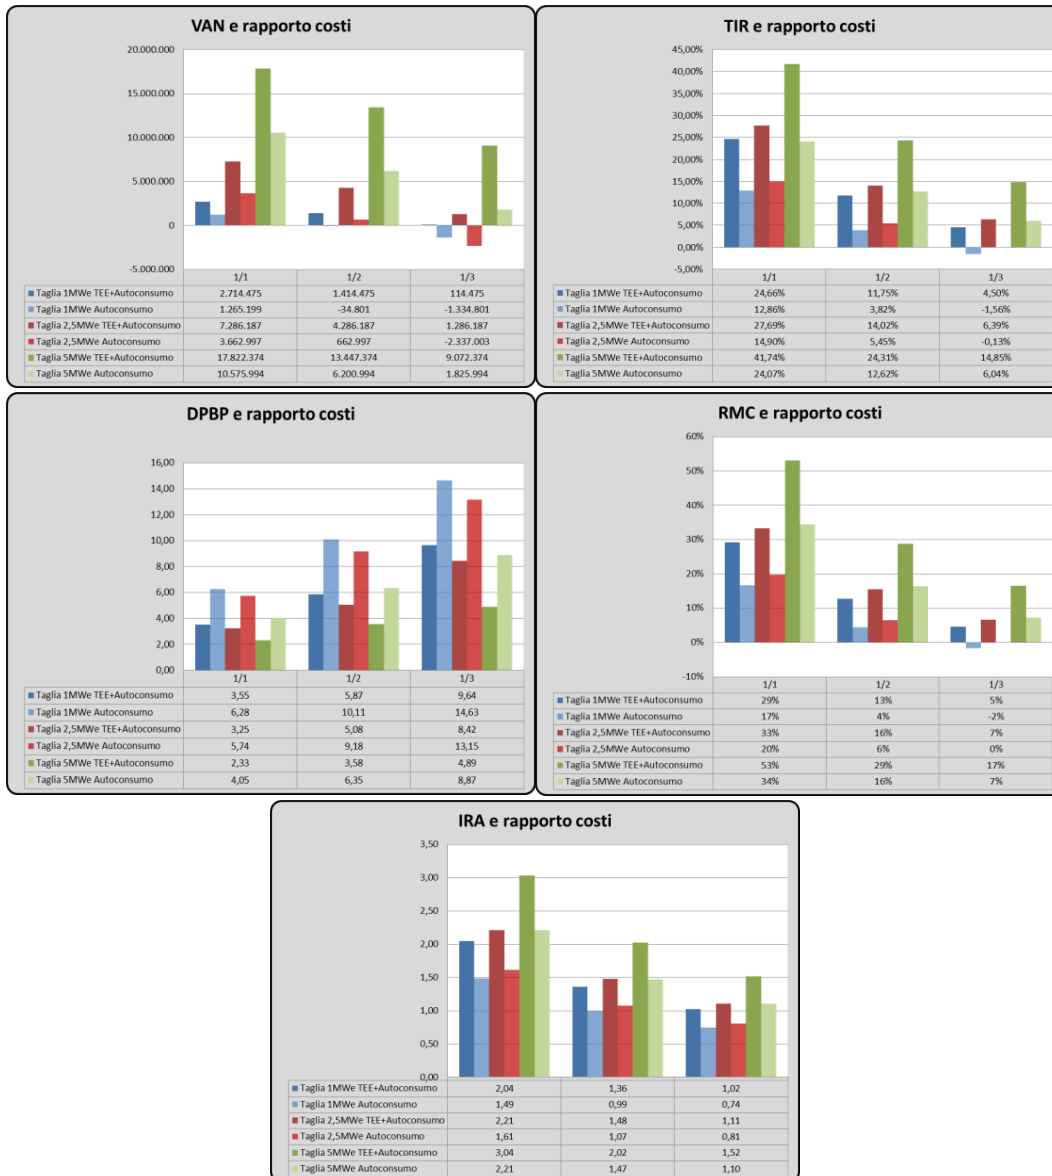 VAN e rapporto costi
20.000.000
15.000.000
10.000.000
5.000.000
0
-5.000.000
1/1 1/2 1/3
Taglia 1MWe TEE+Autoconsumo 2.714.475 1.414.475 114.475
Taglia 1MWe Autoconsumo 1.265.199 -34.801 -1.334.801
Taglia 2,5MWe TEE+Autoconsumo 7.286.187 4.286.187 1.286.187
Taglia 2,5MWe Autoconsumo 3.662.997 662.997 -2.337.003
Taglia 5MWe TEE+Autoconsumo 17.822.374 13.447.374 9.072.374
Taglia 5MWe Autoconsumo 10.575.994 6.200.994 1.825.994
TIR e rapporto costi
45,00%
40,00%
35,00%
30,00%
25,00%
20,00%
15,00%
10,00%
5,00%
0,00%
-5,00%
1/1 1/2 1/3
Taglia 1MWe TEE+Autoconsumo 24,66% 11,75% 4,50%
Taglia 1MWe Autoconsumo 12,86% 3,82% -1,56%
Taglia 2,5MWe TEE+Autoconsumo 27,69% 14,02% 6,39%
Taglia 2,5MWe Autoconsumo 14,90% 5,45% -0,13%
Taglia 5MWe TEE+Autoconsumo 41,74% 24,31% 14,85%
Taglia 5MWe Autoconsumo 24,07% 12,62% 6,04%
DPBP e rapporto costi
16,00
14,00
12,00
10,00
8,00
6,00
4,00
2,00
0,00
1/1 1/2 1/3
Taglia 1MWe TEE+Autoconsumo 3,55 5,87 9,64
Taglia 1MWe Autoconsumo 6,28 10,11 14,63
Taglia 2,5MWe TEE+Autoconsumo 3,25 5,08 8,42
Taglia 2,5MWe Autoconsumo 5,74 9,18 13,15
Taglia 5MWe TEE+Autoconsumo 2,33 3,58 4,89
Taglia 5MWe Autoconsumo 4,05 6,35 8,87
RMC e rapporto costi
60%
50%
40%
30%
20%
10%
0%
-10%
1/1 1/2 1/3
Taglia 1MWe TEE+Autoconsumo 29% 13% 5%
Taglia 1MWe Autoconsumo 17% 4% -2%
Taglia 2,5MWe TEE+Autoconsumo 33% 16% 7%
Taglia 2,5MWe Autoconsumo 20% 6% 0%
Taglia 5MWe TEE+Autoconsumo 53% 29% 17%
Taglia 5MWe Autoconsumo 34% 16% 7%
IRA e rapporto costi
3,50
3,00
2,50
2,00
1,50
1,00
0,50
0,00
Taglia 1MWe TEE+Autoconsumo 2,04 1,36 1,02
Taglia 1MWe Autoconsumo 1,49 0,99 0,74
Taglia 2,5MWe TEE+Autoconsumo 2,21 1,48 1,11
Taglia 2,5MWe Autoconsumo 1,61 1,07 0,81
Taglia 5MWe TEE+Autoconsumo 3,04 2,02 1,52
Taglia 5MWe Autoconsumo 2,21 1,47 1,10